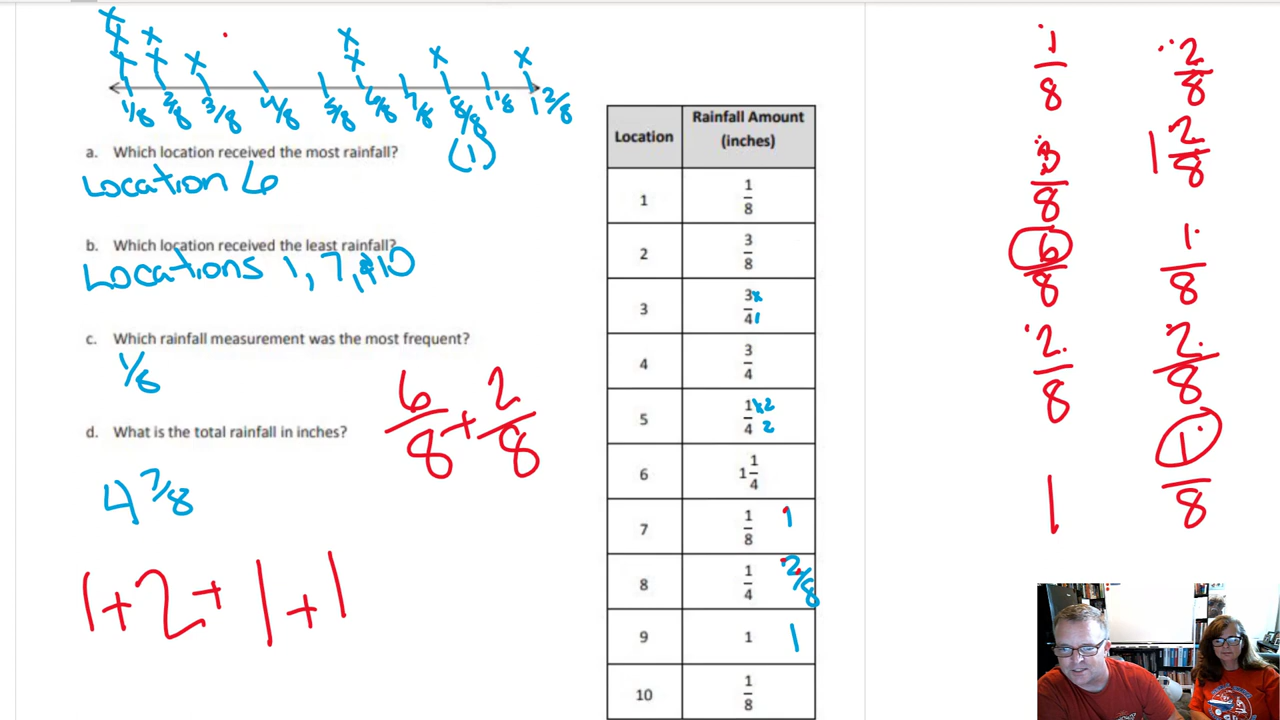 x
x x x
x x x x x x
1/8 2/8 3/8 4/8 5/8 6/8 7/8 8/8 1 1/8 1 2/8
(1)
a. Which location received the most rainfall?
Location 6
b. Which location received the least rainfall?
Locations 1, 7, & 10
c. Which rainfall measurement was the most frequent?
1/8
d. What is the total rainfall in inches?
4 7/8
6/8 + 2/8
1 + 2 + 1 + 1
Location Rainfall Amount (inches)
1 1/8
2 3/8
3 3/4
4 3/4
5 1/4 x2 2
6 1 1/4
7 1/8 1
8 1/4 2/8
9 1 1
10 1/8
1/8 2/8
3/8 1 2/8
6/8 1/8
2/8 2/8
1 1/8